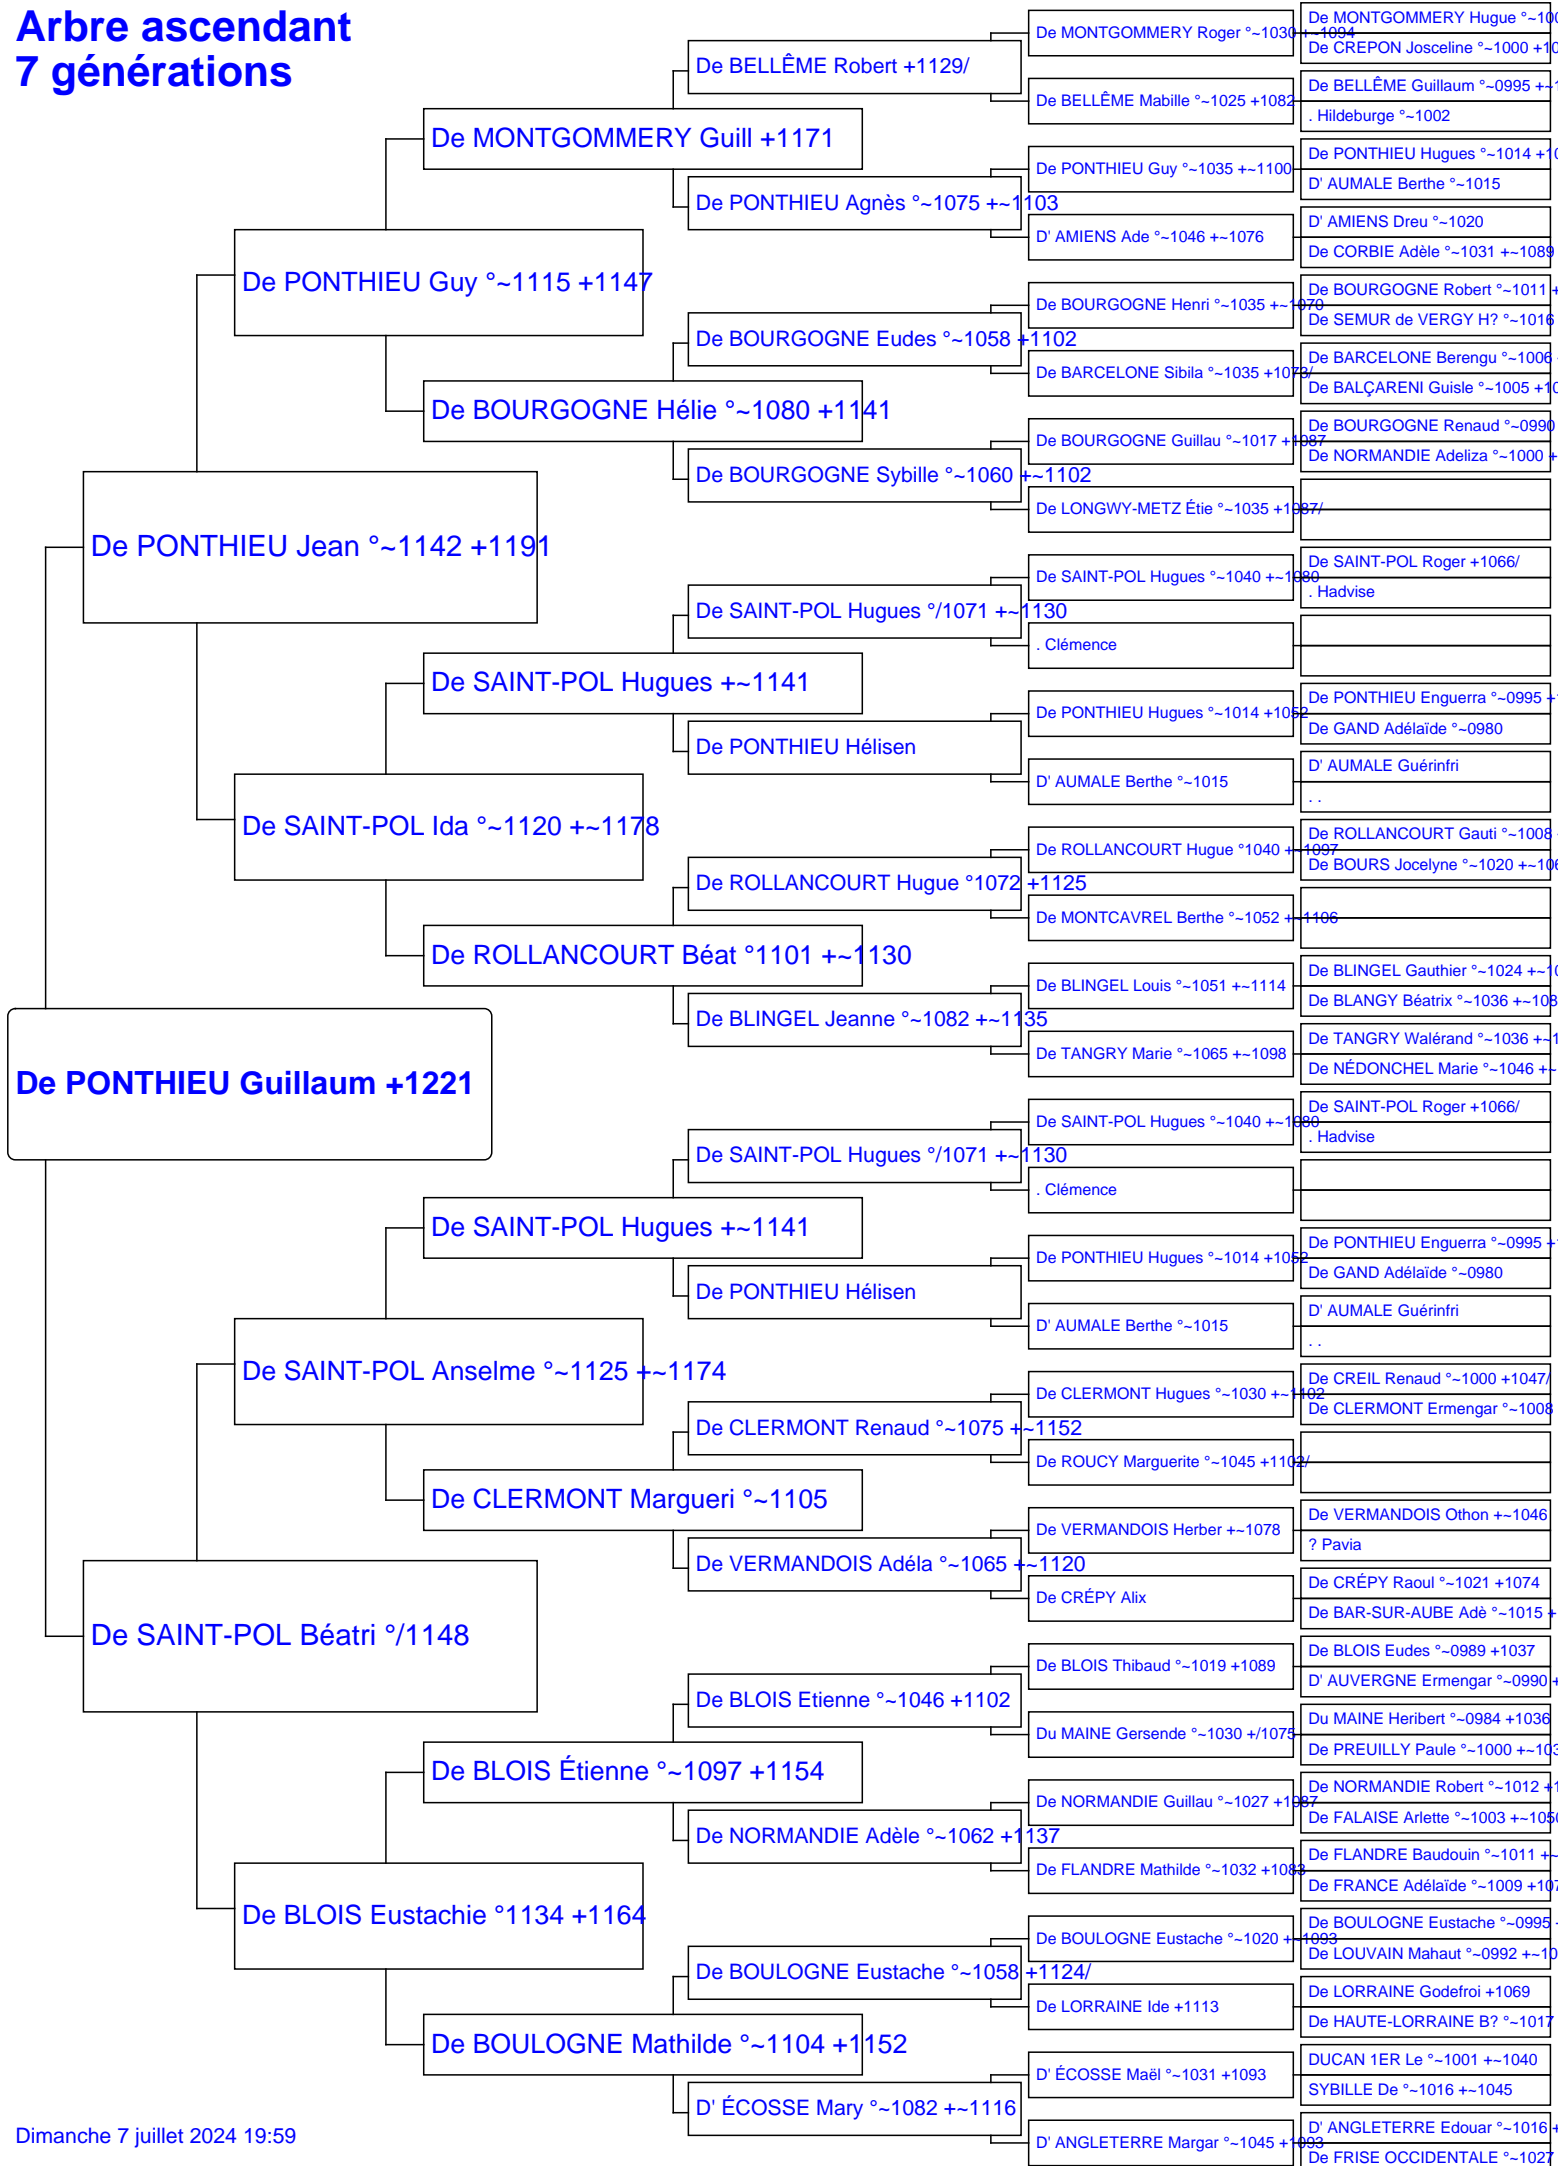 Arbre ascendant
7 générations
De PONTHIEU Guillaum +1221
De PONTHIEU Jean °~1142 +1191
De SAINT-POL Béatri °/1148
De PONTHIEU Guy °~1115 +1147
De SAINT-POL Ida °~1120 +~1178
De SAINT-POL Anselme °~1125 +~1174
De BLOIS Eustachie °1134 +1164
De MONTGOMMERY Guill +1171
De BOURGOGNE Hélie °~1080 +1141
De SAINT-POL Hugues +~1141
De ROLLANCOURT Béat °1101 +~1130
De SAINT-POL Hugues +~1141
De CLERMONT Margueri °~1105
De BLOIS Étienne °~1097 +1154
De BOULOGNE Mathilde °~1104 +1152
De BELLÊME Robert +1129/
De PONTHIEU Agnès °~1075 +~1103
De BOURGOGNE Eudes °~1058 +1102
De BOURGOGNE Sybille °~1060 +~1102
De SAINT-POL Hugues °/1071 +~1130
De PONTHIEU Hélisen
De ROLLANCOURT Hugue °1072 +1125
De BLINGEL Jeanne °~1082 +~1135
De SAINT-POL Hugues °/1071 +~1130
De PONTHIEU Hélisen
De CLERMONT Renaud °~1075 +~1152
De VERMANDOIS Adéla °~1065 +~1120
De BLOIS Etienne °~1046 +1102
De NORMANDIE Adèle °~1062 +1137
De BOULOGNE Eustache °~1058 +1124/
D' ÉCOSSE Mary °~1082 +~1116
De MONTGOMMERY Roger °~1030 +~1094
De BELLÊME Mabille °~1025 +1082
De PONTHIEU Guy °~1035 +~1100
D' AMIENS Ade °~1046 +~1076
De BOURGOGNE Henri °~1035 +~1070
De BARCELONE Sibila °~1035 +1073/
De BOURGOGNE Guillau °~1017 +1087
De LONGWY-METZ Étie °~1035 +1087/
De SAINT-POL Hugues °~1040 +~1080
. Clémence
De PONTHIEU Hugues °~1014 +1052
D' AUMALE Berthe °~1015
De ROLLANCOURT Hugue °1040 +~1097
De MONTCAVREL Berthe °~1052 +~1106
De BLINGEL Louis °~1051 +~1114
De TANGRY Marie °~1065 +~1098
De SAINT-POL Hugues °~1040 +~1080
. Clémence
De PONTHIEU Hugues °~1014 +1052
D' AUMALE Berthe °~1015
De CLERMONT Hugues °~1030 +~1102
De ROUCY Marguerite °~1045 +1102/
De VERMANDOIS Herber +~1078
De CRÉPY Alix
De BLOIS Thibaud °~1019 +1089
Du MAINE Gersende °~1030 +/1075
De NORMANDIE Guillau °~1027 +1087
De FLANDRE Mathilde °~1032 +1083
De BOULOGNE Eustache °~1020 +~1093
De LORRAINE Ide +1113
D' ÉCOSSE Maël °~1031 +1093
D' ANGLETERRE Margar °~1045 +1093
De MONTGOMMERY Hugue °~100
De CREPON Josceline °~1000 +10
De BELLÊME Guillaum °~0995 +~1
. Hildeburge °~1002
De PONTHIEU Hugues °~1014 +10
D' AUMALE Berthe °~1015
D' AMIENS Dreu °~1020
De CORBIE Adèle °~1031 +~1089
De BOURGOGNE Robert °~1011 +
De SEMUR de VERGY H? °~1016
De BARCELONE Berengu °~1006
De BALÇARENI Guisle °~1005 +10
De BOURGOGNE Renaud °~0990
De NORMANDIE Adeliza °~1000 +
De SAINT-POL Roger +1066/
. Hadvise
De PONTHIEU Enguerra °~0995 +
De GAND Adélaïde °~0980
D' AUMALE Guérinfri
. .
De ROLLANCOURT Gauti °~1008
De BOURS Jocelyne °~1020 +~106
De BLINGEL Gauthier °~1024 +~10
De BLANGY Béatrix °~1036 +~108
De TANGRY Walérand °~1036 +~1
De NÉDONCHEL Marie °~1046 +~
De SAINT-POL Roger +1066/
. Hadvise
De PONTHIEU Enguerra °~0995 +
De GAND Adélaïde °~0980
D' AUMALE Guérinfri
. .
De CREIL Renaud °~1000 +1047/
De CLERMONT Ermengar °~1008
De VERMANDOIS Othon +~1046
? Pavia
De CRÉPY Raoul °~1021 +1074
De BAR-SUR-AUBE Adè °~1015 +
De BLOIS Eudes °~0989 +1037
D' AUVERGNE Ermengar °~0990 +
Du MAINE Heribert °~0984 +1036
De PREUILLY Paule °~1000 +~103
De NORMANDIE Robert °~1012 +1
De FALAISE Arlette °~1003 +~1050
De FLANDRE Baudouin °~1011 +~
De FRANCE Adélaïde °~1009 +107
De BOULOGNE Eustache °~0995
De LOUVAIN Mahaut °~0992 +~10
De LORRAINE Godefroi +1069
De HAUTE-LORRAINE B? °~1017
DUCAN 1ER Le °~1001 +~1040
SYBILLE De °~1016 +~1045
D' ANGLETERRE Edouar °~1016 +
De FRISE OCCIDENTALE °~1027
Dimanche 7 juillet 2024 19:59